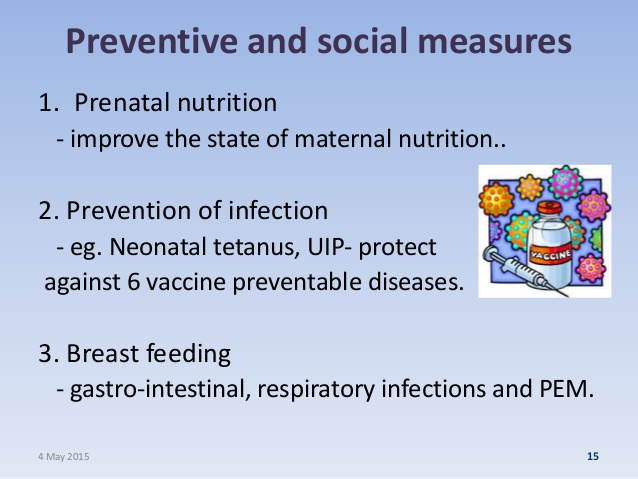 Preventive and social measures
1. Prenatal nutrition
- improve the state of maternal nutrition..
2. Prevention of infection
- eg. Neonatal tetanus, UIP- protect
against 6 vaccine preventable diseases.
VACCINE
3. Breast feeding
- gastro-intestinal, respiratory infections and PEM.
4 May 2015
15